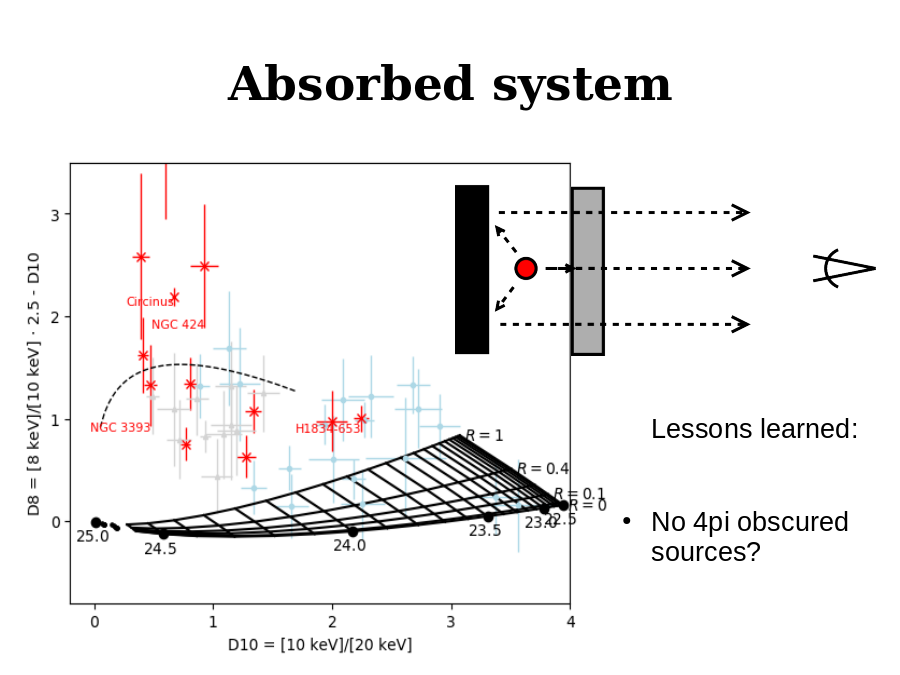 Absorbed system
3
2
1
0
D8 = [8 keV]/[10 keV] · 2.5 - D10
Circinus
NGC 424
NGC 3393
H1834-653
R = 1
R = 0.4
R = 0.1
R = 0
25.0
24.5
24.0
23.5
23.0
22.5
0
1
2
3
4
D10 = [10 keV]/[20 keV]
Lessons learned:
• No 4pi obscured
sources?